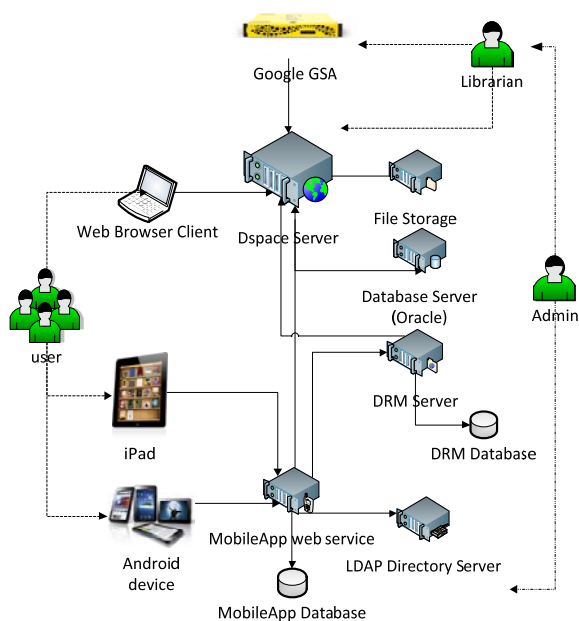 Google GSA
Librarian
Web Browser Client
Dspace Server
File Storage
Database Server
(Oracle)
Admin
user
DRM Server
iPad
DRM Database
MobileApp web service
Android
device
LDAP Directory Server
MobileApp Database